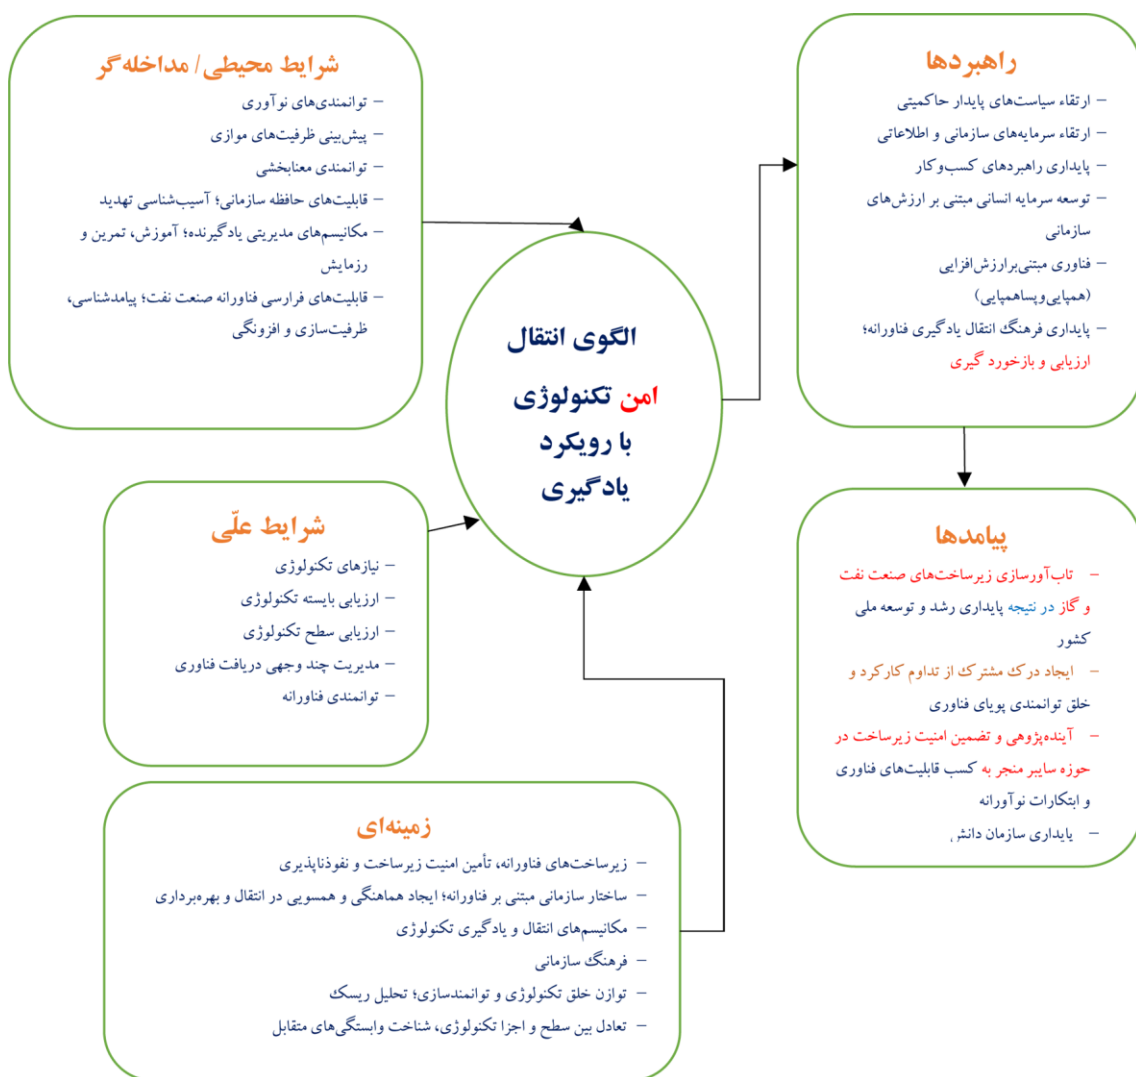 شرایط محیطی/ مداخله‌گر
– توانمندی‌های نوآوری
– پیش‌بینی ظرفیت‌های موازی
– توانمندی معنابخشی
– قابلیت‌های حافظه سازمانی؛ آسیب‌شناسی تهدید
– مکانیسم‌های مدیریتی یادگیرنده؛ آموزش، تمرین و
رزمایش
– قابلیت‌های فرارسی فناورانه صنعت نفت؛ پیامدشناسی،
ظرفیت‌سازی و افزونگی
راهبردها
– ارتقاء سیاست‌های پایدار حاکمیتی
– ارتقاء سرمایه‌های سازمانی و اطلاعاتی
– پایداری راهبردهای کسب‌وکار
– توسعه سرمایه انسانی مبتنی بر ارزش‌های
سازمانی
– فناوری مبتنی‌برارزش‌افزایی
(همپایی‌وپساهمپایی)
– پایداری فرهنگ انتقال یادگیری فناورانه؛
ارزیابی و بازخورد گیری
الگوی انتقال
امن تکنولوژی
با رویکرد
یادگیری
شرایط علّی
– نیازهای تکنولوژی
– ارزیابی بایسته تکنولوژی
– ارزیابی سطح تکنولوژی
– مدیریت چند وجهی دریافت فناوری
– توانمندی فناورانه
پیامدها
– تاب‌آورسازی زیرساخت‌های صنعت نفت
و گاز در نتیجه پایداری رشد و توسعه ملی
کشور
– ایجاد درک مشترک از تداوم کارکرد و
خلق توانمندی پویای فناوری
– آینده‌پژوهی و تضمین امنیت زیرساخت در
حوزه سایبر منجر به کسب قابلیت‌های فناوری
و ابتکارات نوآورانه
– پایداری سازمان دانشی
زمینه‌ای
– زیرساخت‌های فناورانه، تأمین امنیت زیرساخت و نفوذناپذیری
– ساختار سازمانی مبتنی بر فناورانه؛ ایجاد هماهنگی و همسویی در انتقال و بهره‌برداری
– مکانیسم‌های انتقال و یادگیری تکنولوژی
– فرهنگ سازمانی
– توازن خلق تکنولوژی و توانمندسازی؛ تحلیل ریسک
– تعادل بین سطح و اجزا تکنولوژی، شناخت وابستگی‌های متقابل